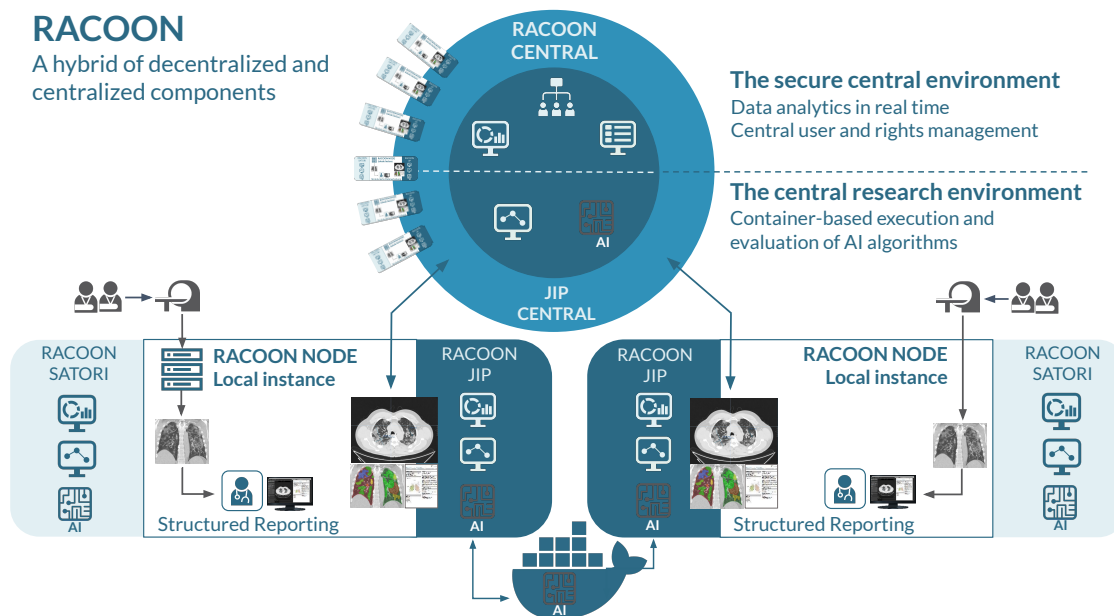 RACOON
A hybrid of decentralized and
centralized components
RACOON
CENTRAL
The secure central environment
Data analytics in real time
Central user and rights management
The central research environment
Container-based execution and
evaluation of AI algorithms
AI
JIP
CENTRAL
RACOON
SATORI
AI
RACOON NODE
Local instance
Structured Reporting
RACOON
JIP
AI
RACOON
JIP
AI
RACOON NODE
Local instance
Structured Reporting
RACOON
SATORI
AI
AI